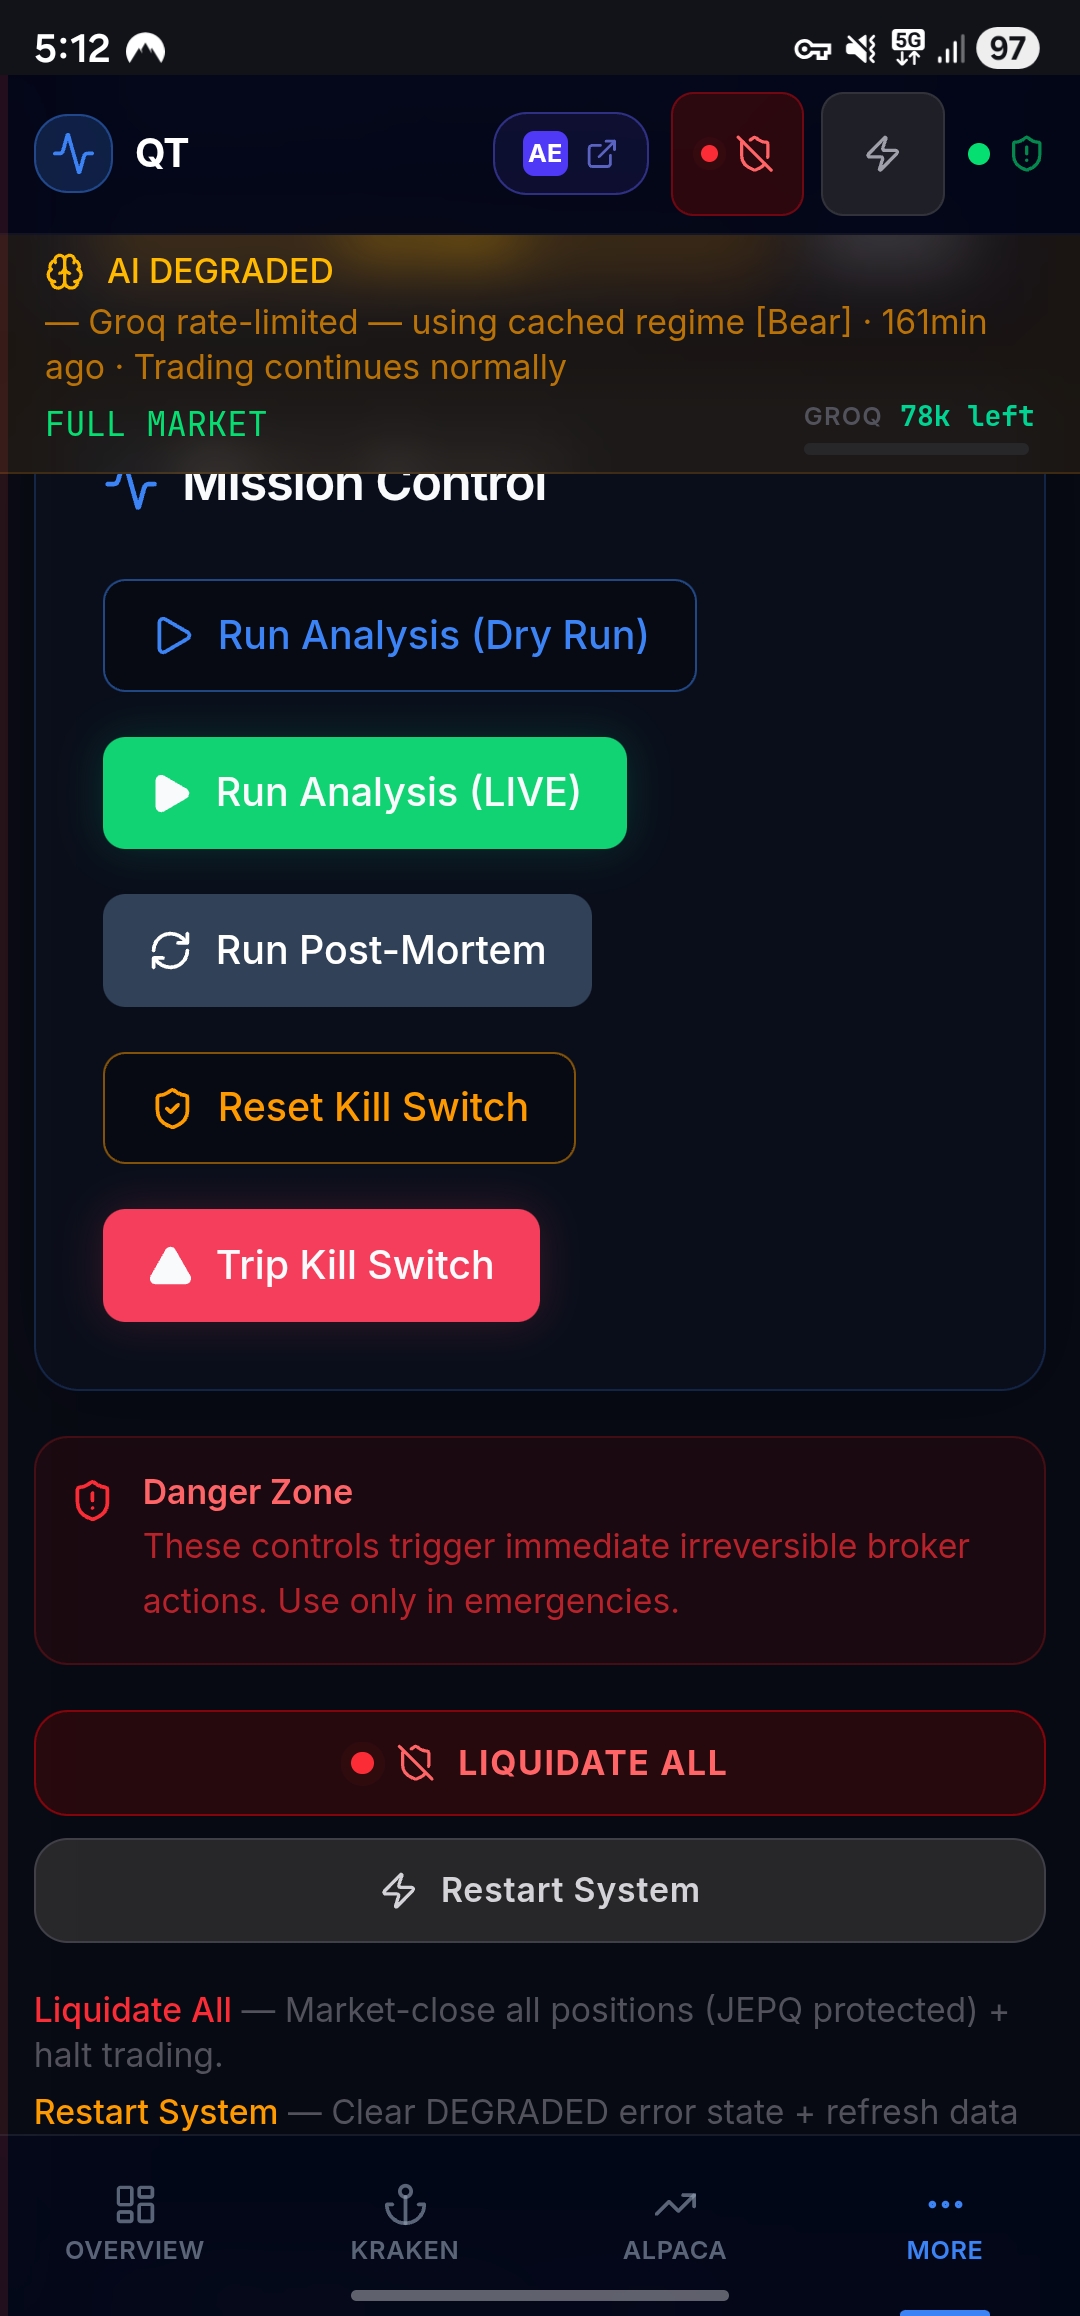 5:12
5G
97
QT
AE
AI DEGRADED
— Groq rate-limited — using cached regime [Bear] · 161min
ago · Trading continues normally
FULL MARKET
GROQ 78k left
Mission Control
Run Analysis (Dry Run)
Run Analysis (LIVE)
Run Post-Mortem
Reset Kill Switch
Trip Kill Switch
Danger Zone
These controls trigger immediate irreversible broker
actions. Use only in emergencies.
LIQUIDATE ALL
Restart System
Liquidate All — Market-close all positions (JEPQ protected) +
halt trading.
Restart System — Clear DEGRADED error state + refresh data
OVERVIEW
KRAKEN
ALPACA
MORE